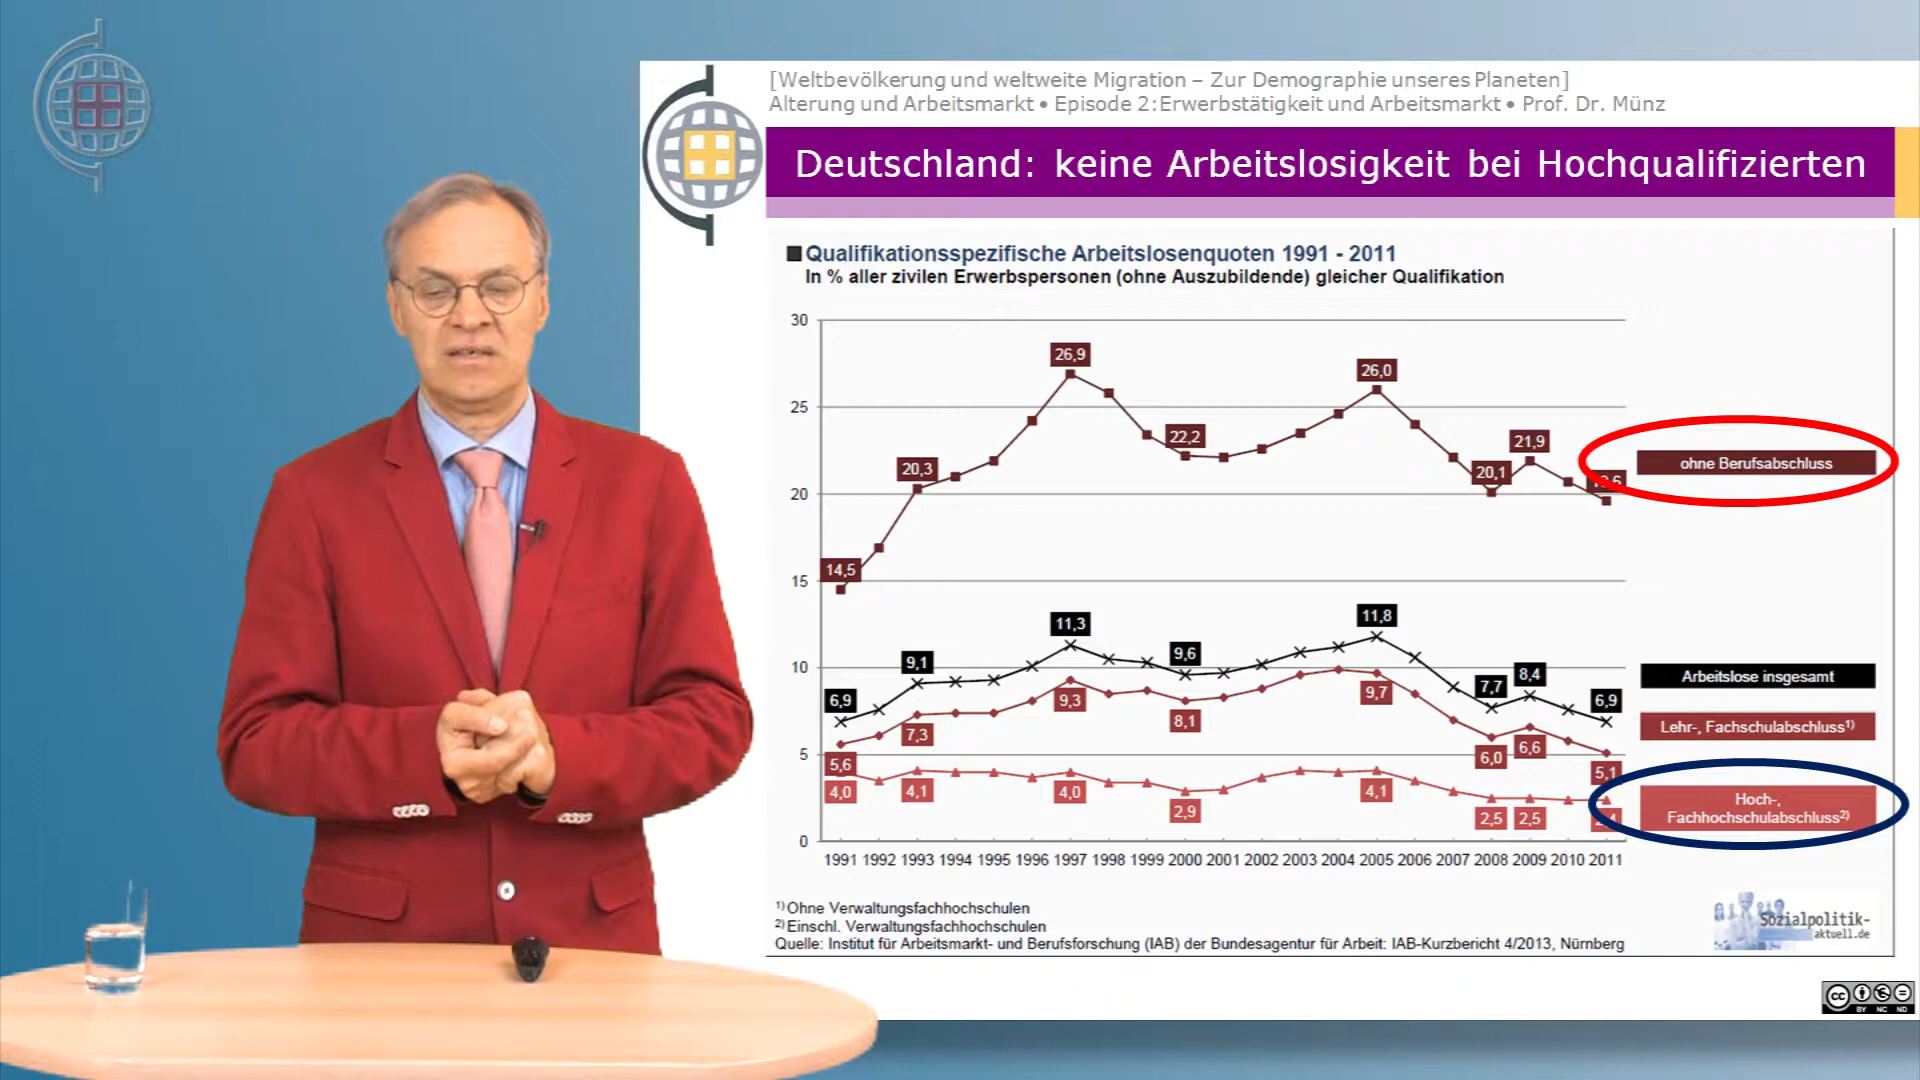 [Weltbevölkerung und weltweite Migration – Zur Demographie unseres Planeten]
Alterung und Arbeitsmarkt • Episode 2:Erwerbstätigkeit und Arbeitsmarkt • Prof. Dr. Münz
Deutschland: keine Arbeitslosigkeit bei Hochqualifizierten
Qualifikationsspezifische Arbeitslosenquoten 1991 - 2011
In % aller zivilen Erwerbspersonen (ohne Auszubildende) gleicher Qualifikation
30
25
20
15
10
5
0
14,5
20,3
26,9
22,2
26,0
20,1
21,9
ohne Berufsabschluss
6,9
9,1
11,3
9,6
11,8
7,7
8,4
6,9
Arbeitslose insgesamt
5,6
7,3
9,3
8,1
9,7
6,0
6,6
5,1
Lehr-, Fachschulabschluss1)
4,0
4,1
4,0
2,9
4,1
2,5
2,5
Hoch-,
Fachhochschulabschluss2)
1991 1992 1993 1994 1995 1996 1997 1998 1999 2000 2001 2002 2003 2004 2005 2006 2007 2008 2009 2010 2011
1) Ohne Verwaltungsfachhochschulen
2) Einschl. Verwaltungsfachhochschulen
Quelle: Institut für Arbeitsmarkt- und Berufsforschung (IAB) der Bundesagentur für Arbeit: IAB-Kurzbericht 4/2013, Nürnberg
Sozialpolitik-
aktuell.de
cc
BY NC ND